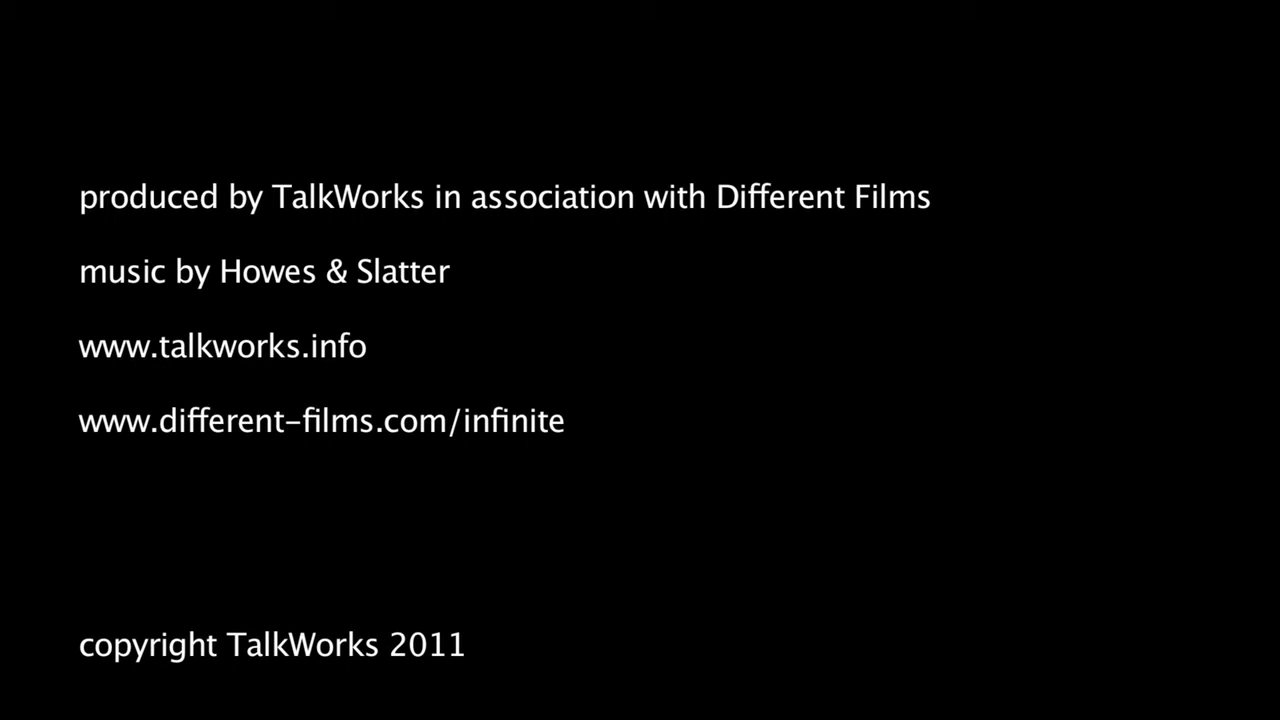 produced by TalkWorks in association with Different Films
music by Howes & Slatter
www.talkworks.info
www.different-films.com/infinite
copyright TalkWorks 2011